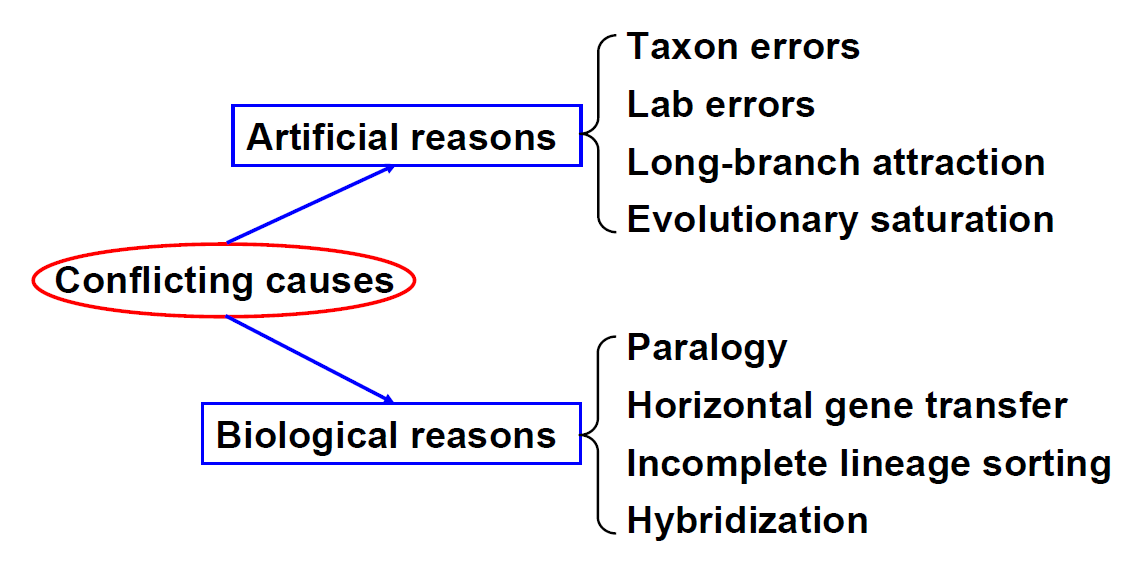 Taxon errors
Lab errors
Artificial reasons
Long-branch attraction
Evolutionary saturation
Conflicting causes
Paralogy
Horizontal gene transfer
Biological reasons
Incomplete lineage sorting
Hybridization